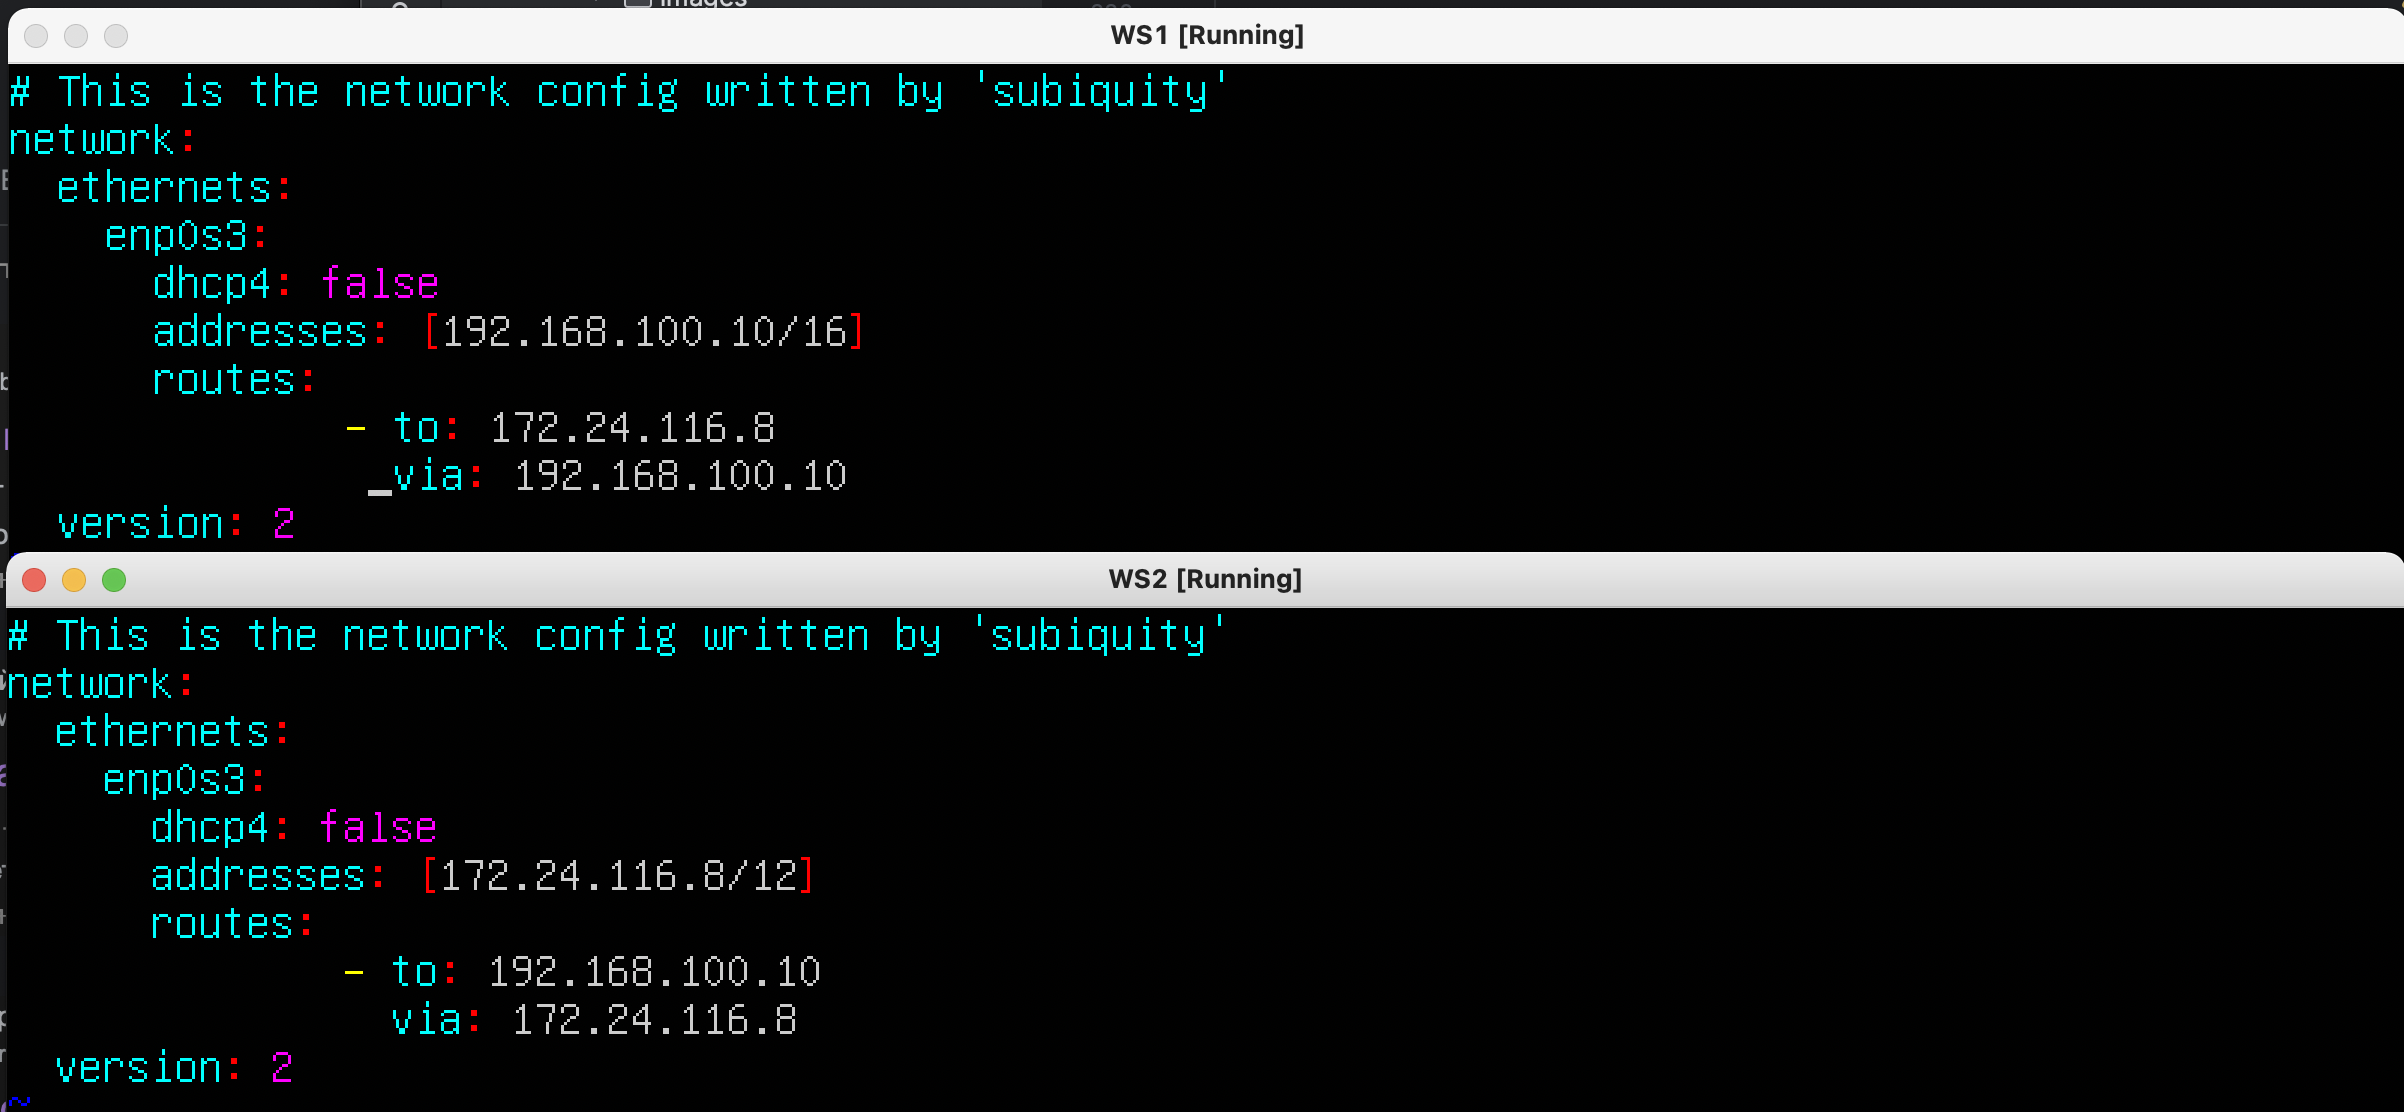 images
WS1 [Running]
# This is the network config written by 'subiquity'
network:
  ethernets:
    enp0s3:
      dhcp4: false
      addresses: [192.168.100.10/16]
      routes:
              - to: 172.24.116.8
                via: 192.168.100.10
  version: 2
WS2 [Running]
# This is the network config written by 'subiquity'
network:
  ethernets:
    enp0s3:
      dhcp4: false
      addresses: [172.24.116.8/12]
      routes:
              - to: 192.168.100.10
                via: 172.24.116.8
  version: 2
~